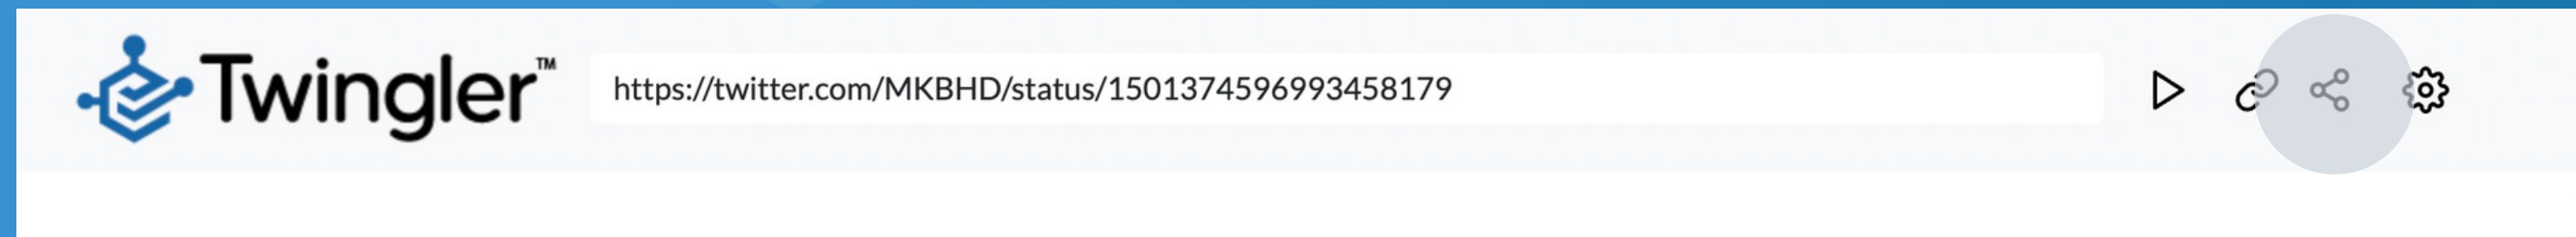 Twingler™
https://twitter.com/MKBHD/status/1501374596993458179